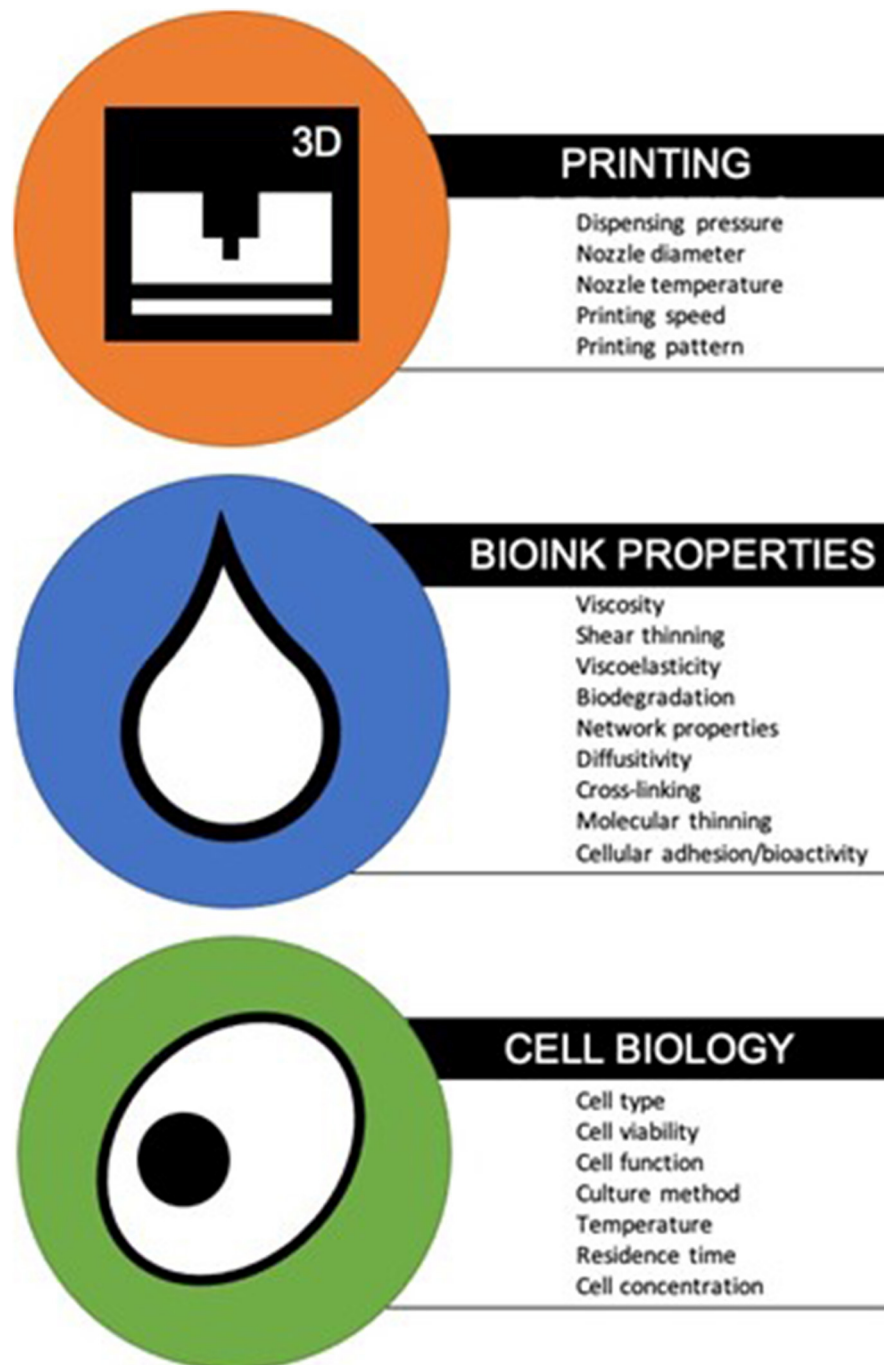 3D
PRINTING
Dispensing pressure
Nozzle diameter
Nozzle temperature
Printing speed
Printing pattern
BIOINK PROPERTIES
Viscosity
Shear thinning
Viscoelasticity
Biodegradation
Network properties
Diffusitivity
Cross-linking
Molecular thinning
Cellular adhesion/bioactivity
CELL BIOLOGY
Cell type
Cell viability
Cell function
Culture method
Temperature
Residence time
Cell concentration